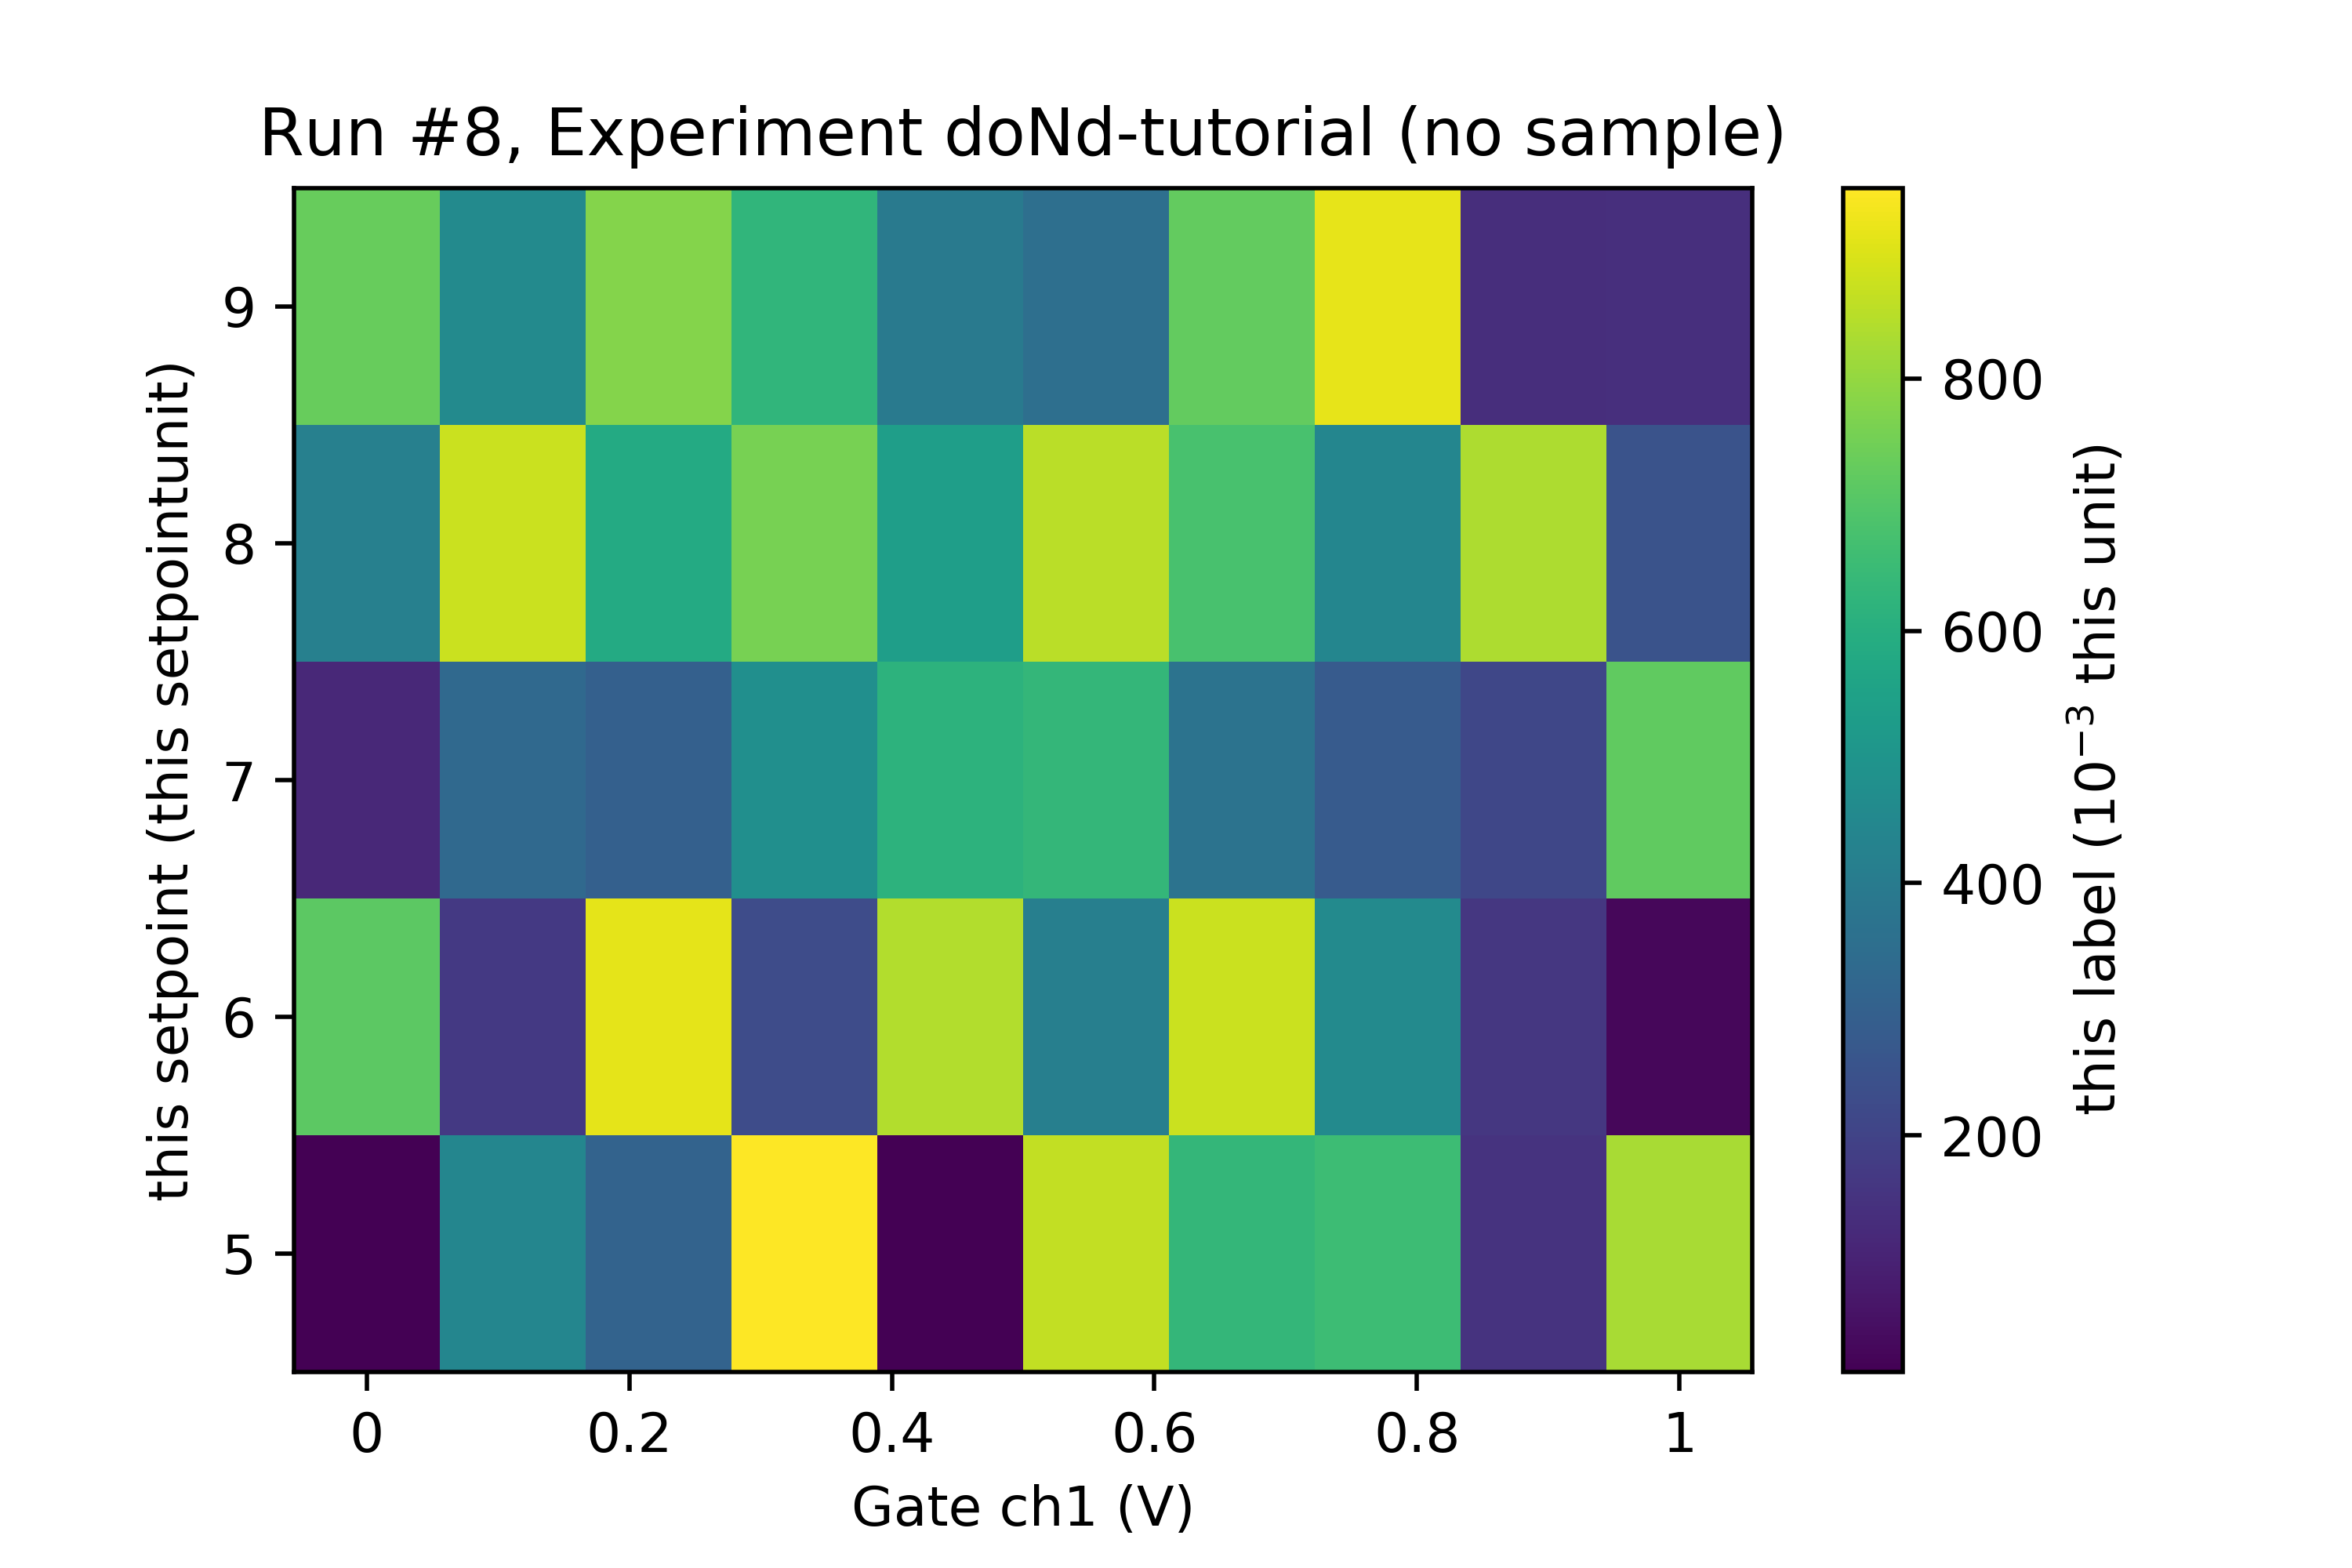 Run #8, Experiment doNd-tutorial (no sample)
this setpoint (this setpointunit)
9
8
7
6
5
0 0.2 0.4 0.6 0.8 1
Gate ch1 (V)
800
600
400
200
this label (10⁻³ this unit)